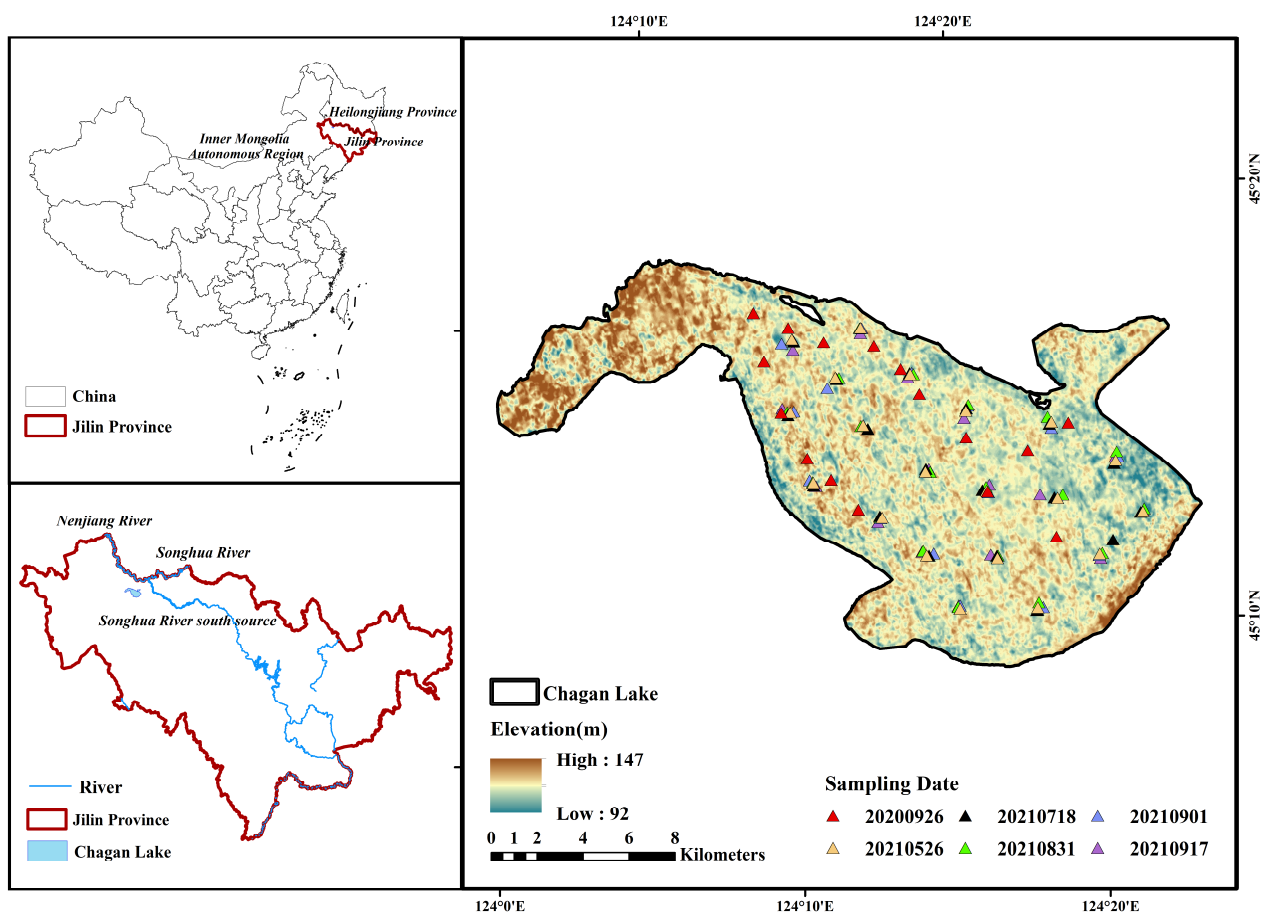 124°10'E
124°20'E
Heilongjiang Province
Inner Mongolia
Autonomous Region
Jilin Province
China
Jilin Province
45°20'N
45°10'N
Nenjiang River
Songhua River
Songhua River south source
River
Jilin Province
Chagan Lake
Chagan Lake
Elevation(m)
High : 147
Low : 92
0 1 2 4 6 8
Kilometers
Sampling Date
20200926
20210718
20210901
20210526
20210831
20210917
124°0'E
124°10'E
124°20'E